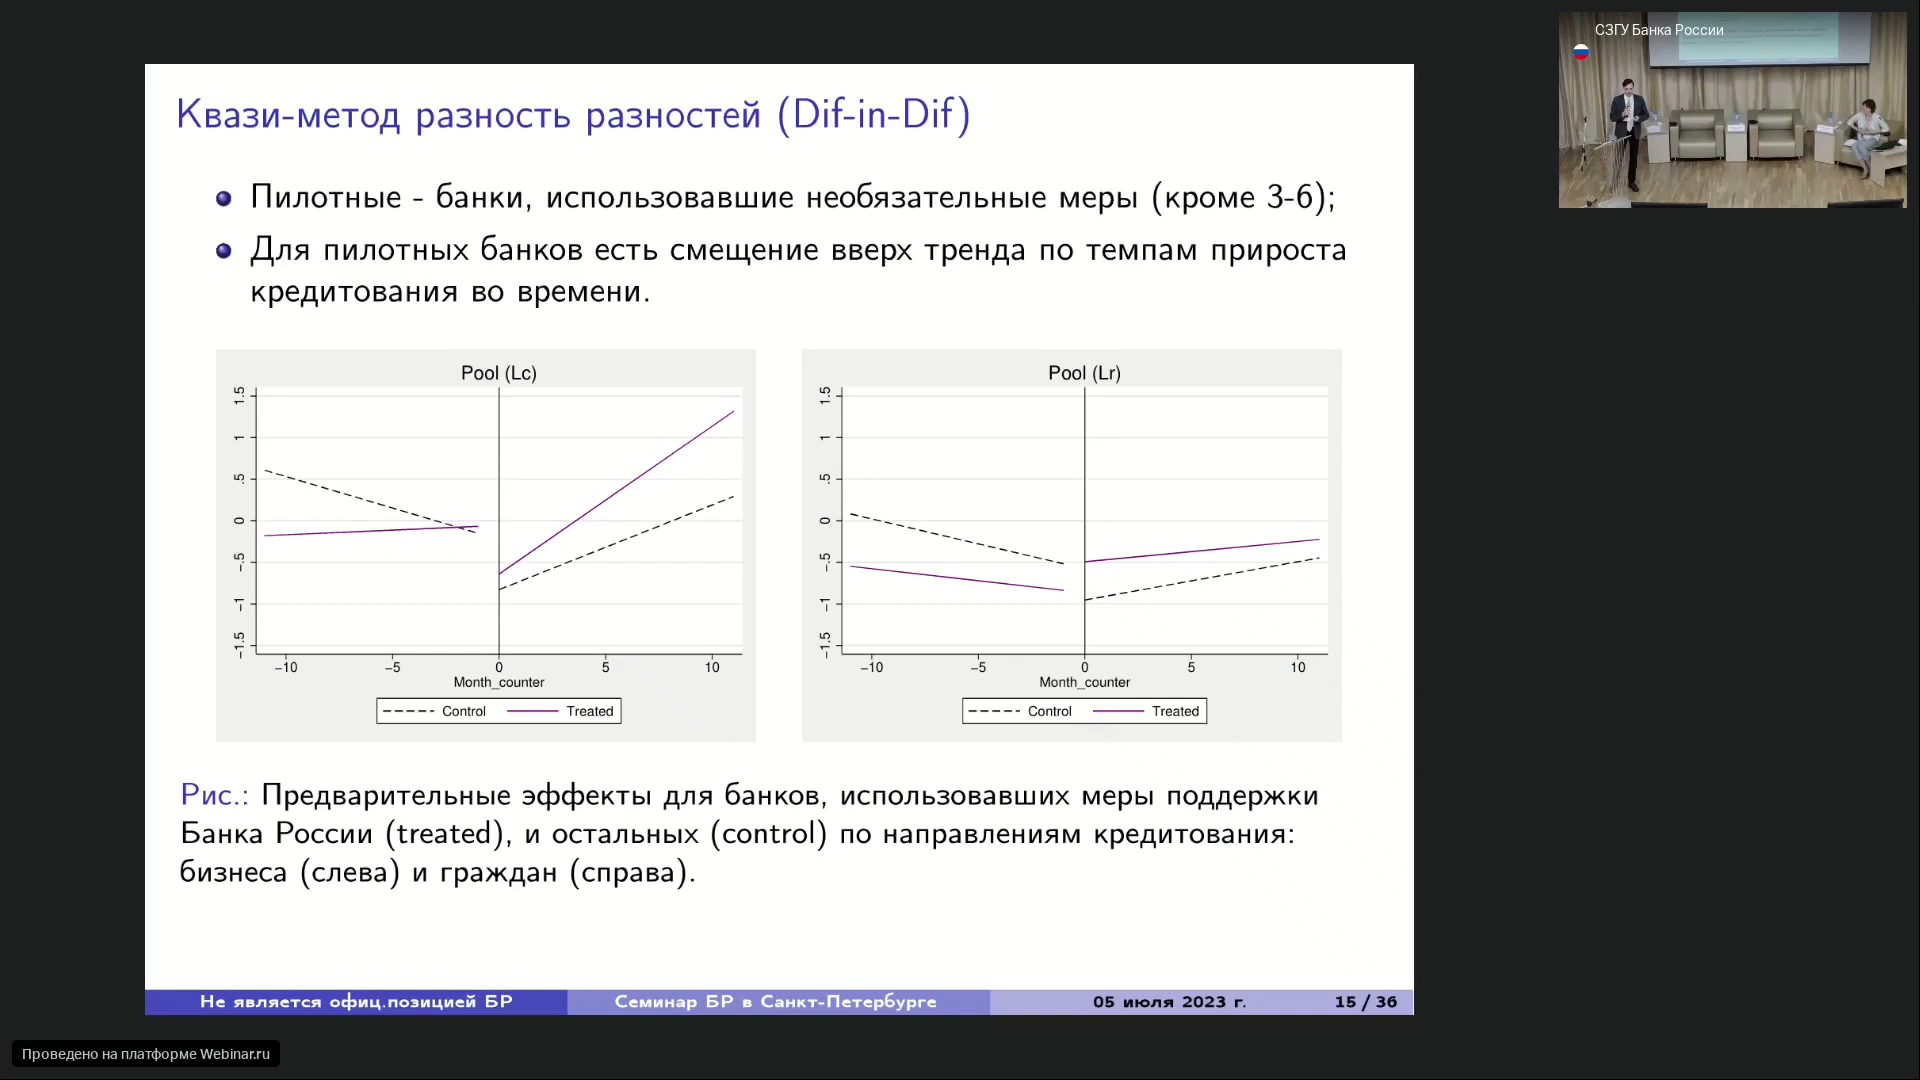 СЗГУ Банка России
Квази-метод разность разностей (Dif-in-Dif)
Пилотные - банки, использовавшие необязательные меры (кроме 3-6);
Для пилотных банков есть смещение вверх тренда по темпам прироста
кредитования во времени.
Pool (Lc)
1.5
1
.5
0
-.5
-1
-1.5
-10 -5 0 5 10
Month_counter
Control Treated
Pool (Lr)
1.5
1
.5
0
-.5
-1
-1.5
-10 -5 0 5 10
Month_counter
Control Treated
Рис.: Предварительные эффекты для банков, использовавших меры поддержки
Банка России (treated), и остальных (control) по направлениям кредитования:
бизнеса (слева) и граждан (справа).
Не является офиц.позицией БР Семинар БР в Санкт-Петербурге 05 июля 2023 г. 15 / 36
Проведено на платформе Webinar.ru